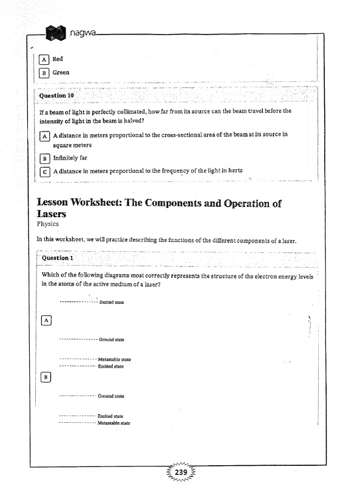 nagwa
A Red
B Green
Question 10
If a beam of light is perfectly collimated, how far from its source can the beam travel before the
intensity of light in the beam is halved?
A A distance in meters proportional to the cross-sectional area of the beam at its source in
square meters
B Infinitely far
C A distance in meters proportional to the frequency of the light in hertz
Lesson Worksheet: The Components and Operation of
Lasers
Physics
In this worksheet, we will practice describing the functions of the different components of a laser.
Question 1
Which of the following diagrams most correctly represents the structure of the electron energy levels
in the atoms of the active medium of a laser?
Excited state
A
Ground state
Metastable state
Excited state
B
Ground state
Excited state
Metastable state
239